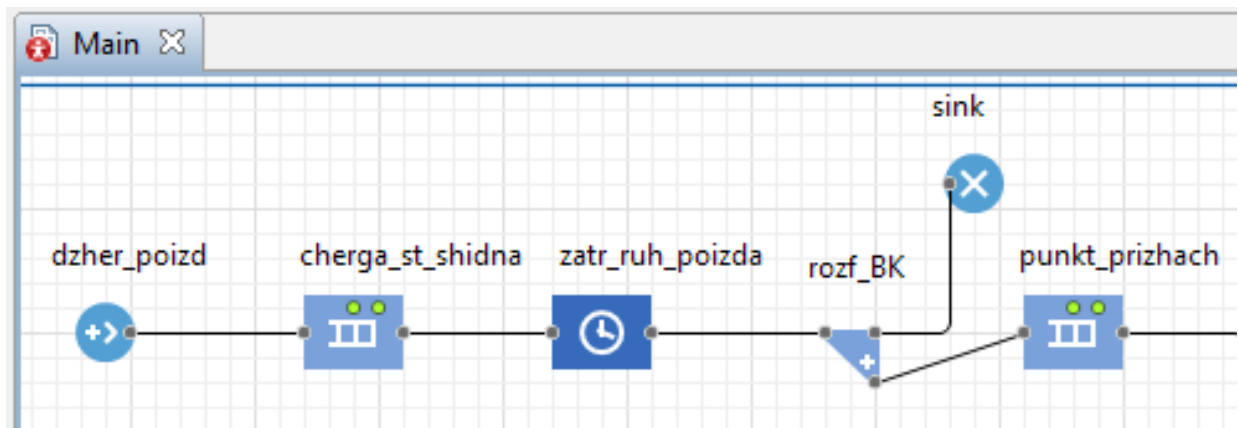 Main
sink
dzher_poizd
cherga_st_shidna
zatr_ruh_poizda
rozf_BK
punkt_prizhach